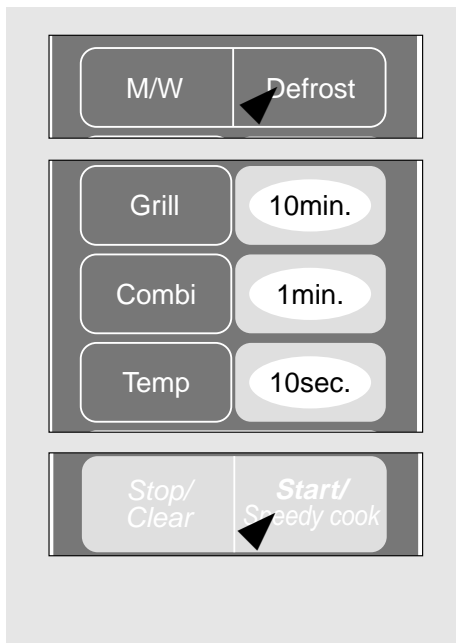 M/W Defrost
Grill 10min.
Combi 1min.
Temp 10sec.
Stop/ Start/
Clear Speedy cook